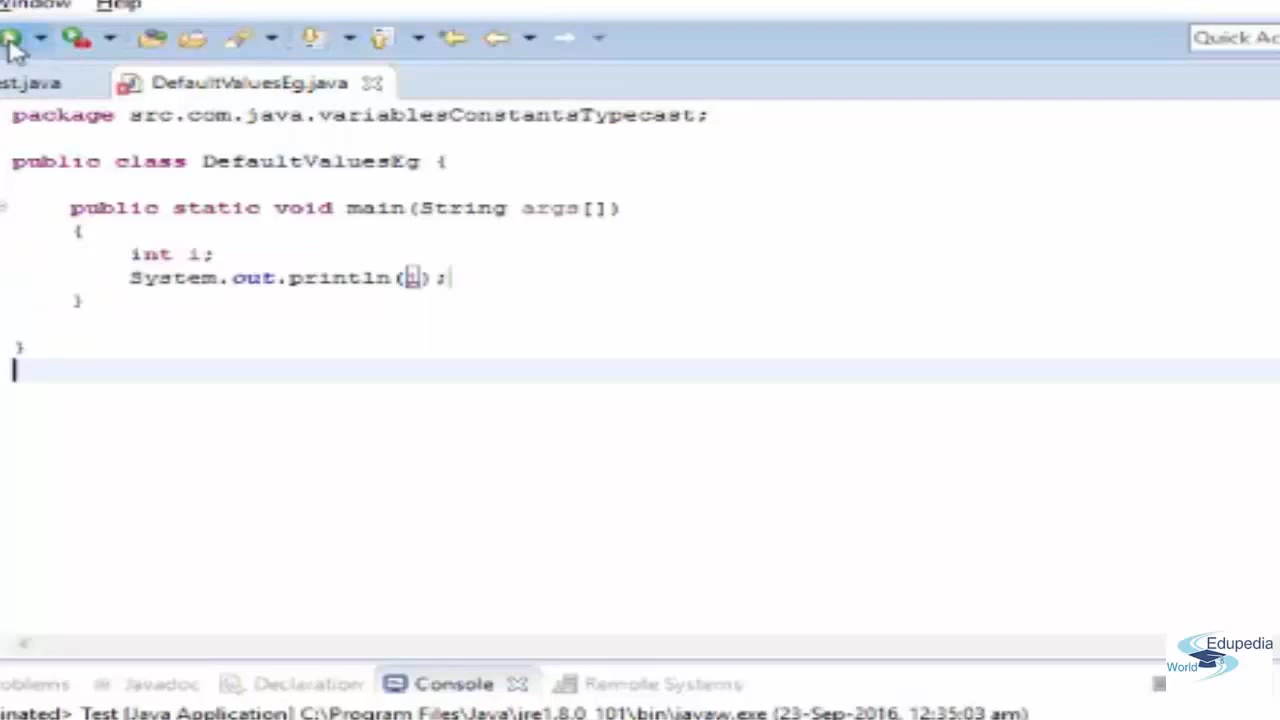 Window Help
Quick Ac
est.java DefaultValuesEg.java
package src.com.java.variablesConstantsTypecast;
public class DefaultValuesEg {
public static void main(String args[])
{
int i;
System.out.println(i);
}
}
oblems Javadoc Declaration Console Remote Systems
inated> Test [Java Application] C:\Program Files\Java\jre1.8.0_101\bin\javaw.exe (23-Sep-2016, 12:35:03 am)
Edupedia
World